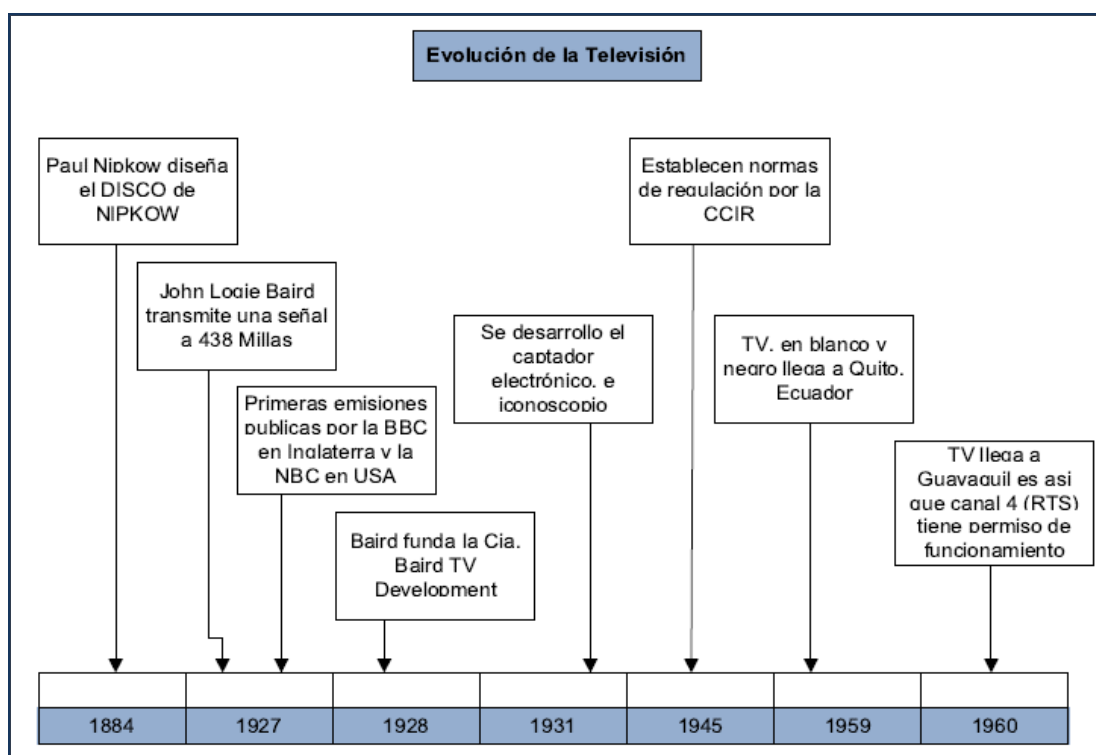 Evolución de la Televisión
Paul Nipkow diseña
el DISCO de
NIPKOW
John Logie Baird
transmite una señal
a 438 Millas
Primeras emisiones
publicas por la BBC
en Inglaterra y la
NBC en USA
Baird funda la Cia.
Baird TV
Development
Se desarrollo el
captador
electrónico. e
iconoscopio
Establecen normas
de regulación por la
CCIR
TV. en blanco y
negro llega a Quito.
Ecuador
TV llega a
Guayaquil es asi
que canal 4 (RTS)
tiene permiso de
funcionamiento
1884
1927
1928
1931
1945
1959
1960